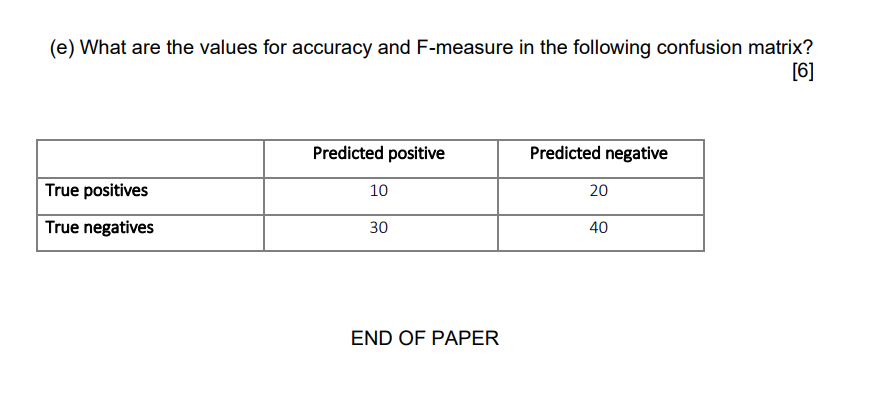 (e) What are the values for accuracy and F-measure in the following confusion matrix?
[6]
Predicted positive Predicted negative
True positives 10 20
True negatives 30 40
END OF PAPER